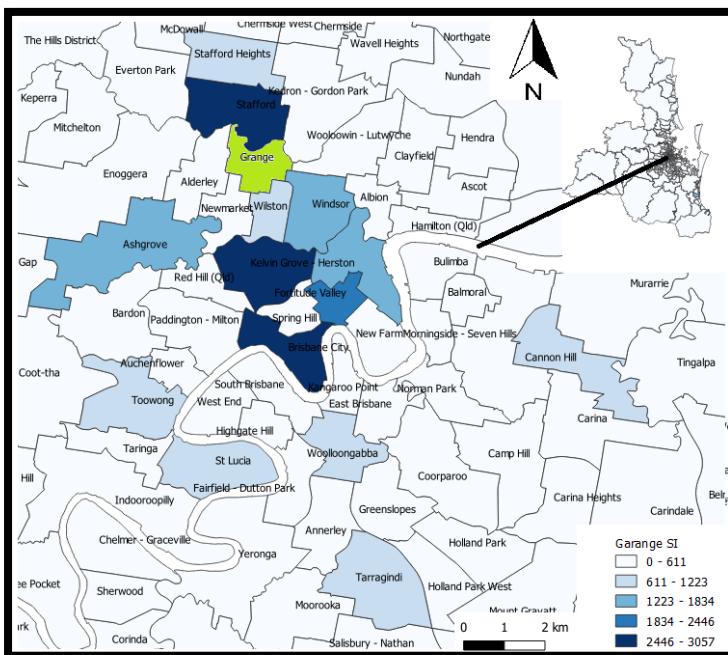 McDowall
Chermside West
Chermside
Northgate
The Hills District
Stafford Heights
Wavell Heights
Everton Park
Nundah
Keperra
Kedron - Gordon Park
Stafford
Mitchelton
Wooloowin - Lutwyche
Hendra
Grange
Clayfield
Enoggera
Alderley
Ascot
Newmarket
Wilston
Windsor
Albion
Hamilton (Qld)
Ashgrove
Gap
Kelvin Grove - Herston
Bulimba
Red Hill (Qld)
Fortitude Valley
Balmoral
Murarrie
Bardon
Paddington - Milton
Spring Hill
New Farm
Morningside - Seven Hills
Brisbane City
Cannon Hill
Tingalpa
Auchenflower
Coot-tha
South Brisbane
Kangaroo Point
Norman Park
Toowong
West End
East Brisbane
Carina
Highgate Hill
Taringa
Woolloongabba
Camp Hill
St Lucia
Hill
Fairfield - Dutton Park
Coorparoo
Indooroopilly
Carina Heights
Belr
Greenslopes
Carindale
Chelmer - Graceville
Annerley
Yeronga
Holland Park
ee Pocket
Sherwood
Tarragindi
Holland Park West
Moorooka
Mount Gravatt
ark
Corinda
Salisbury - Nathan
N
Garange SI
0 - 611
611 - 1223
1223 - 1834
1834 - 2446
2446 - 3057
0 1 2 km